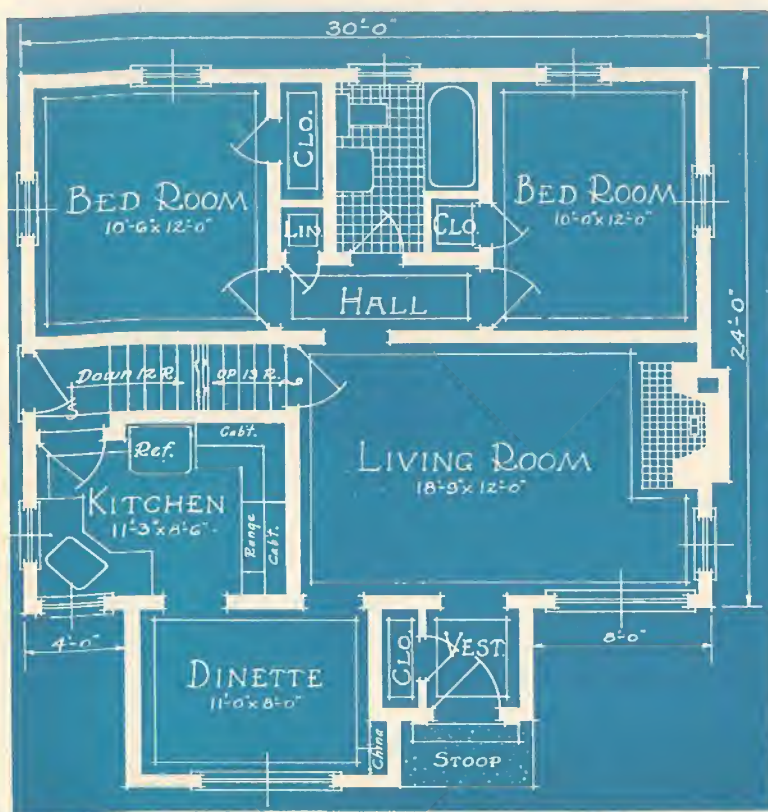 30'-0"
BED ROOM
10'-6" x 12'-0"
CLO.
LIN.
CLO.
BED ROOM
10'-0" x 12'-0"
HALL
24'-0"
Down 12 R.
UP 13 R.
Ref.
Cab't.
KITCHEN
11'-3" x 8'-6"
Range
Cab't.
LIVING ROOM
18'-9" x 12'-0"
4'-0"
DINETTE
11'-0" x 8'-0"
China
CLO.
VEST.
8'-0"
STOOP